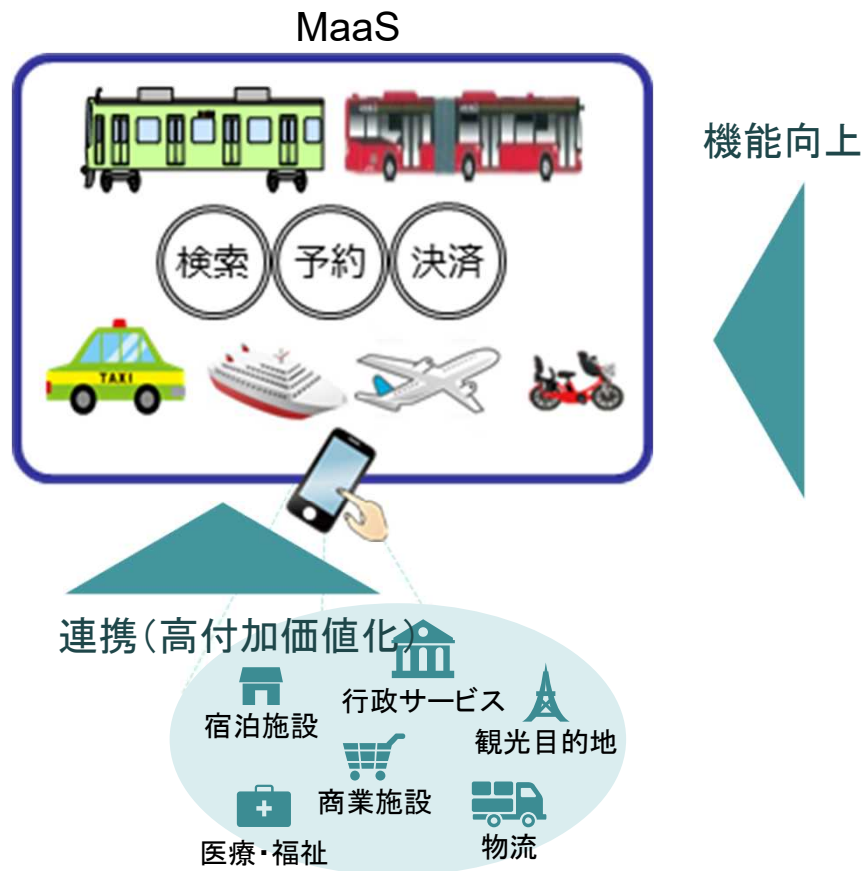 MaaS
機能向上
検索 予約 決済
TAXI
連携(高付加価値化)
行政サービス
宿泊施設
観光目的地
商業施設
医療・福祉
物流